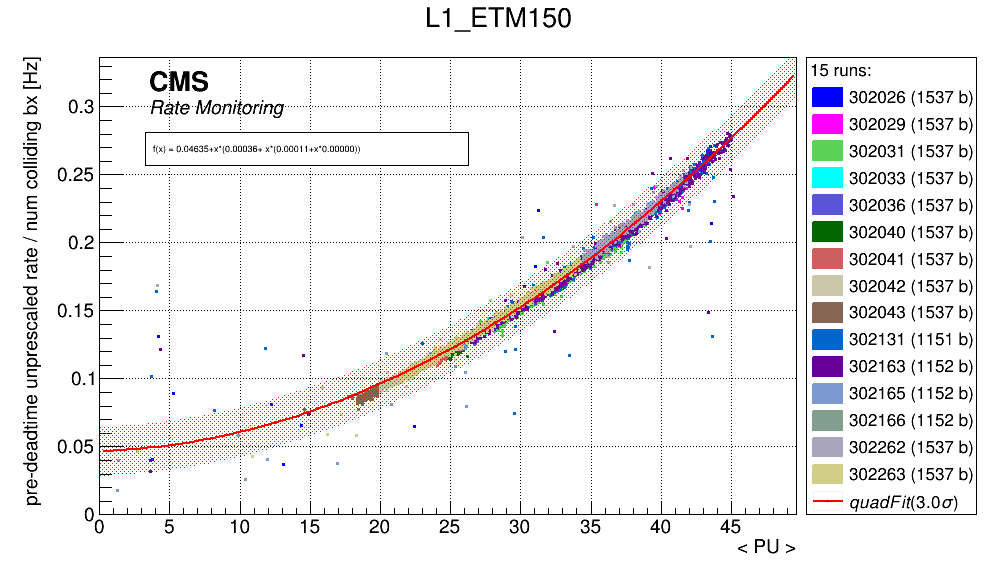 L1_ETM150
pre-deadtime unprescaled rate / num colliding bx [Hz]
CMS
Rate Monitoring
f(x) = 0.04635+x*(0.00036+ x*(0.00011+x*0.00000))
0.3
0.25
0.2
0.15
0.1
0.05
0
0 5 10 15 20 25 30 35 40 45
< PU >
15 runs:
302026 (1537 b)
302029 (1537 b)
302031 (1537 b)
302033 (1537 b)
302036 (1537 b)
302040 (1537 b)
302041 (1537 b)
302042 (1537 b)
302043 (1537 b)
302131 (1151 b)
302163 (1152 b)
302165 (1152 b)
302166 (1152 b)
302262 (1537 b)
302263 (1537 b)
quadFit(3.0σ)